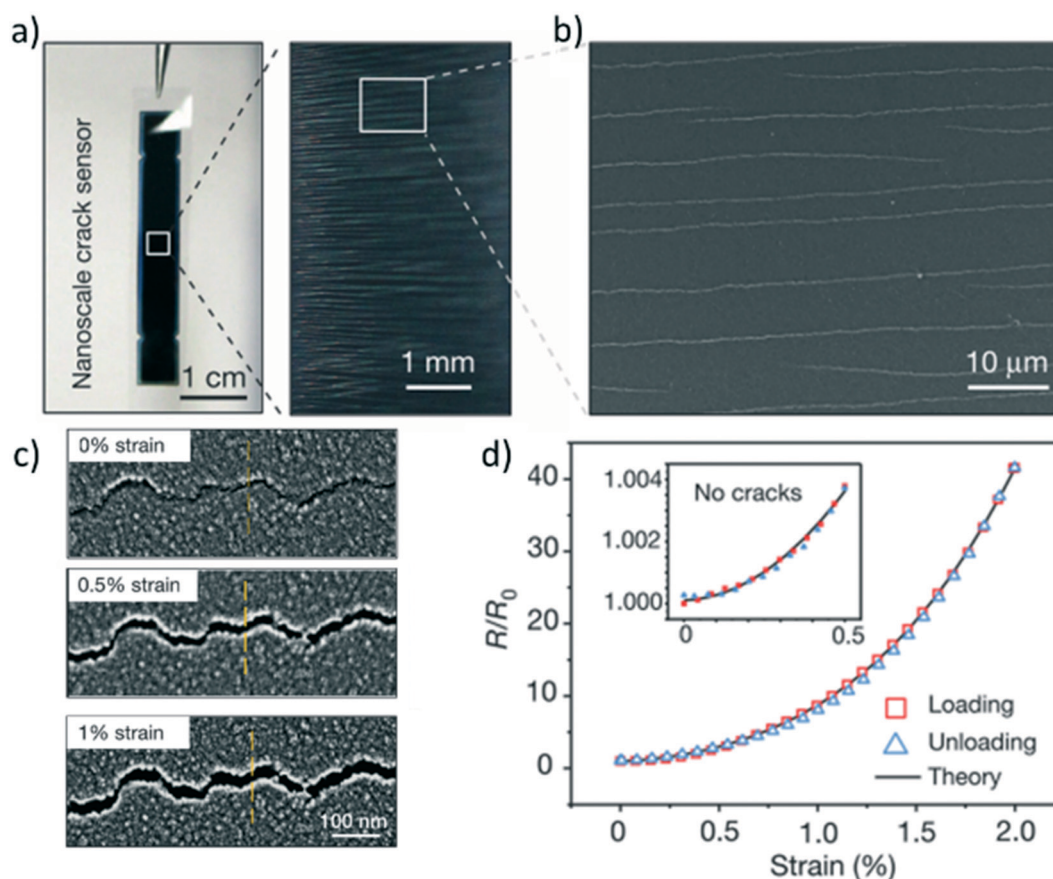 a)
Nanoscale crack sensor
1 cm
1 mm
b)
10 μm
c)
0% strain
0.5% strain
1% strain
100 nm
d)
R/R0
40
30
20
10
0
1.004
1.002
1.000
No cracks
0
0.5
Loading
Unloading
Theory
0
0.5
1.0
1.5
2.0
Strain (%)